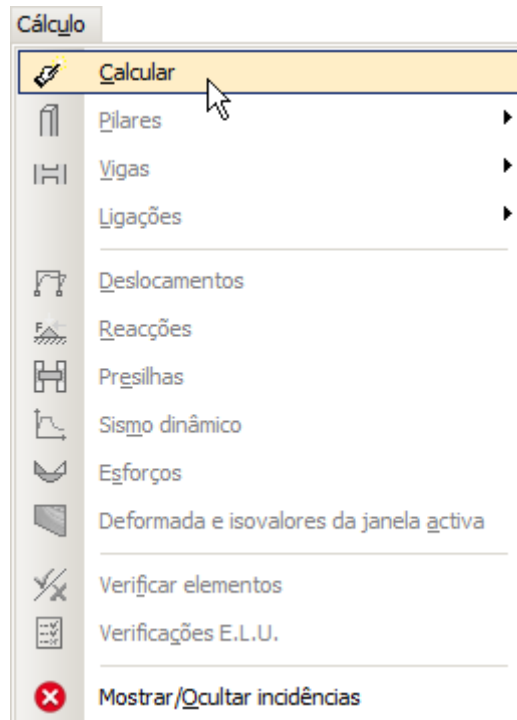 Cálculo
Calcular
Pilares
Vigas
Ligações
Deslocamentos
Reacções
Presilhas
Sismo dinâmico
Esforços
Deformada e isovalores da janela activa
Verificar elementos
Verificações E.L.U.
Mostrar/Ocultar incidências